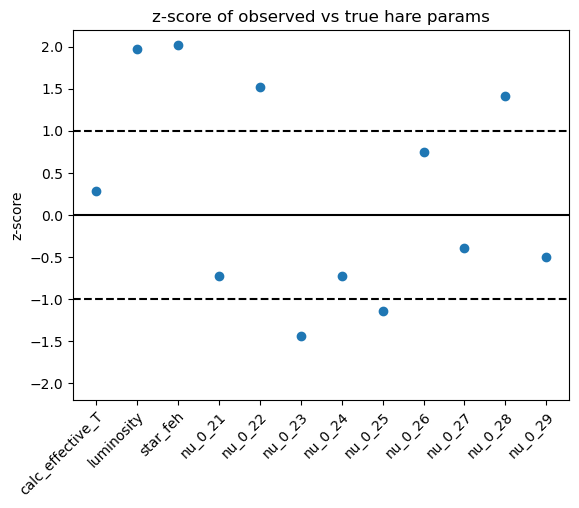 z-score of observed vs true hare params
z-score
2.0
1.5
1.0
0.5
0.0
−0.5
−1.0
−1.5
−2.0
calc_effective_T
luminosity
star_feh
nu_0_21
nu_0_22
nu_0_23
nu_0_24
nu_0_25
nu_0_26
nu_0_27
nu_0_28
nu_0_29